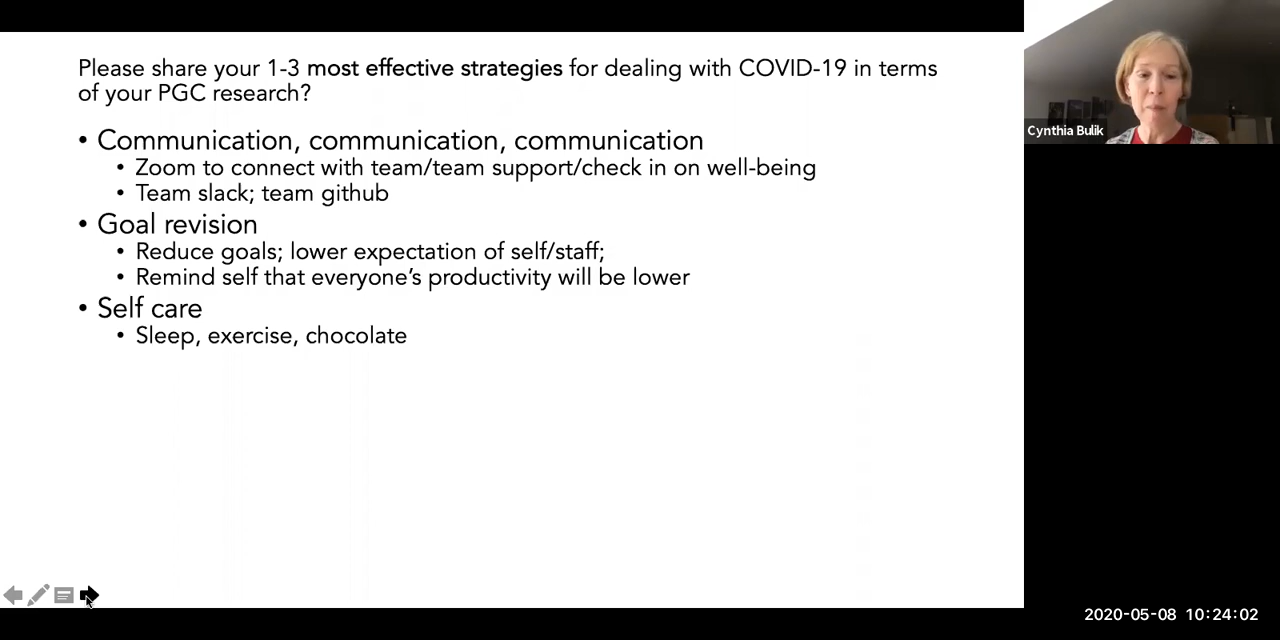 Please share your 1-3 most effective strategies for dealing with COVID-19 in terms
of your PGC research?
• Communication, communication, communication
• Zoom to connect with team/team support/check in on well-being
• Team slack; team github
• Goal revision
• Reduce goals; lower expectation of self/staff;
• Remind self that everyone’s productivity will be lower
• Self care
• Sleep, exercise, chocolate
Cynthia Bulik
2020-05-08 10:24:02